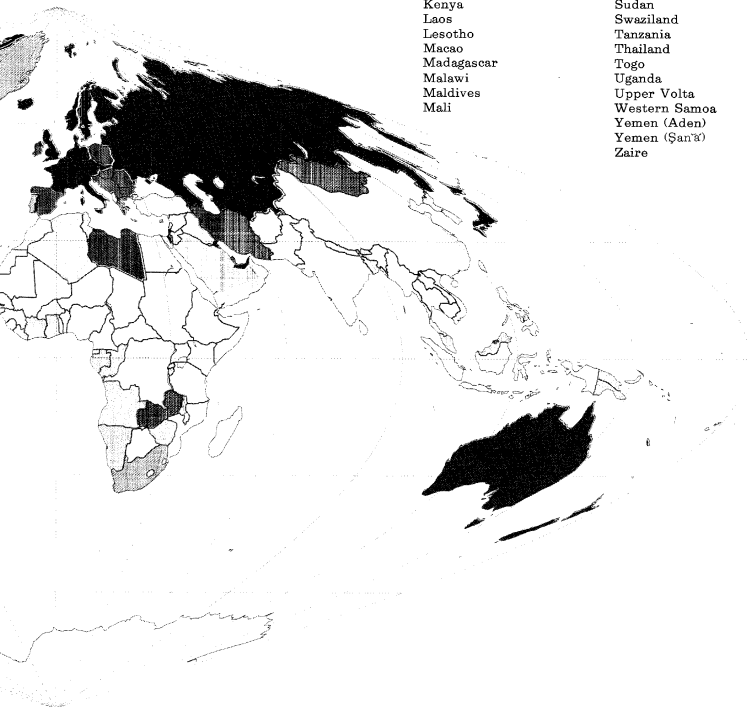 Kenya
Laos
Lesotho
Macao
Madagascar
Malawi
Maldives
Mali
Sudan
Swaziland
Tanzania
Thailand
Togo
Uganda
Upper Volta
Western Samoa
Yemen (Aden)
Yemen (Ṣan'ā')
Zaire